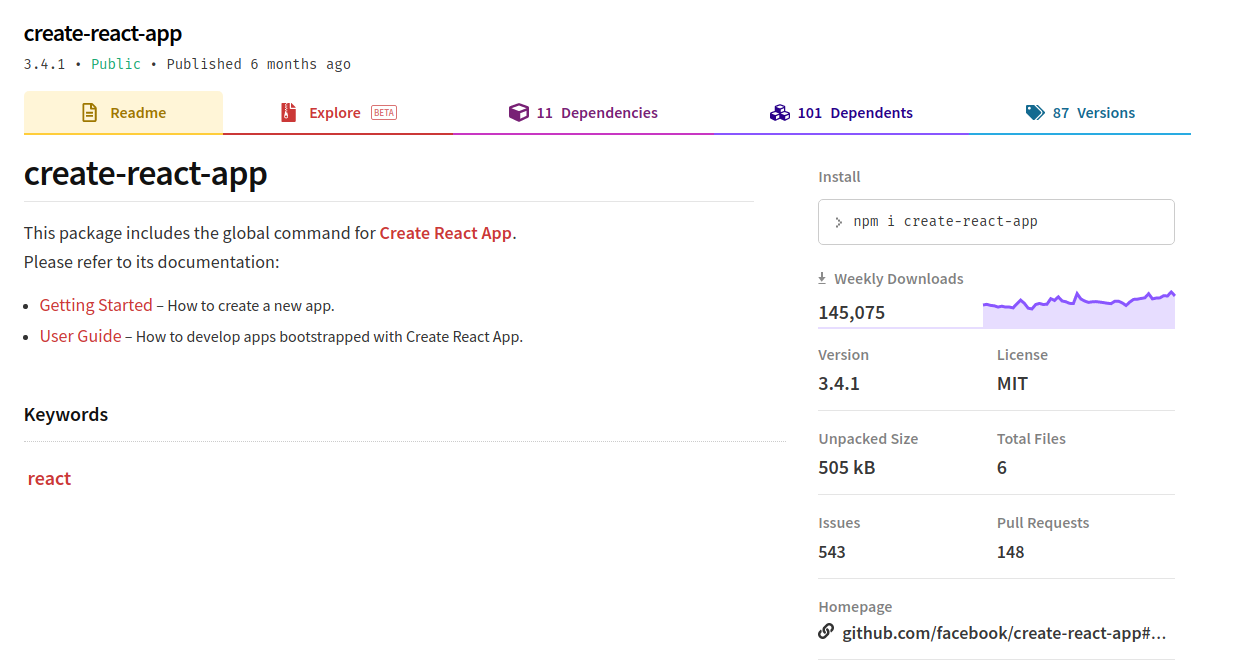 create-react-app
3.4.1 • Public • Published 6 months ago
Readme
Explore BETA
11 Dependencies
101 Dependents
87 Versions
create-react-app
This package includes the global command for Create React App.
Please refer to its documentation:
• Getting Started – How to create a new app.
• User Guide – How to develop apps bootstrapped with Create React App.
Keywords
react
Install
npm i create-react-app
Weekly Downloads
145,075
Version
3.4.1
License
MIT
Unpacked Size
505 kB
Total Files
6
Issues
543
Pull Requests
148
Homepage
github.com/facebook/create-react-app#...